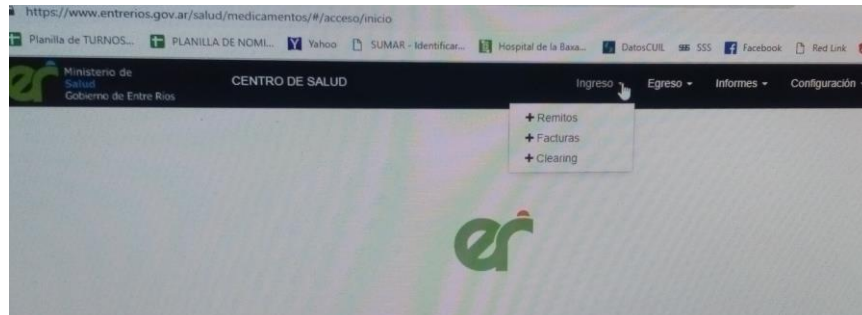 https://www.entrerios.gov.ar/salud/medicamentos/#/acceso/inicio
Planilla de TURNOS... PLANILLA DE NOMI... Yahoo SUMAR - Identificar... Hospital de la Baxa... DatosCUIL SSS Facebook Red Link
er Ministerio de
Salud
Gobierno de Entre Rios
CENTRO DE SALUD Ingreso Egreso Informes Configuración
+ Remitos
+ Facturas
+ Clearing
er